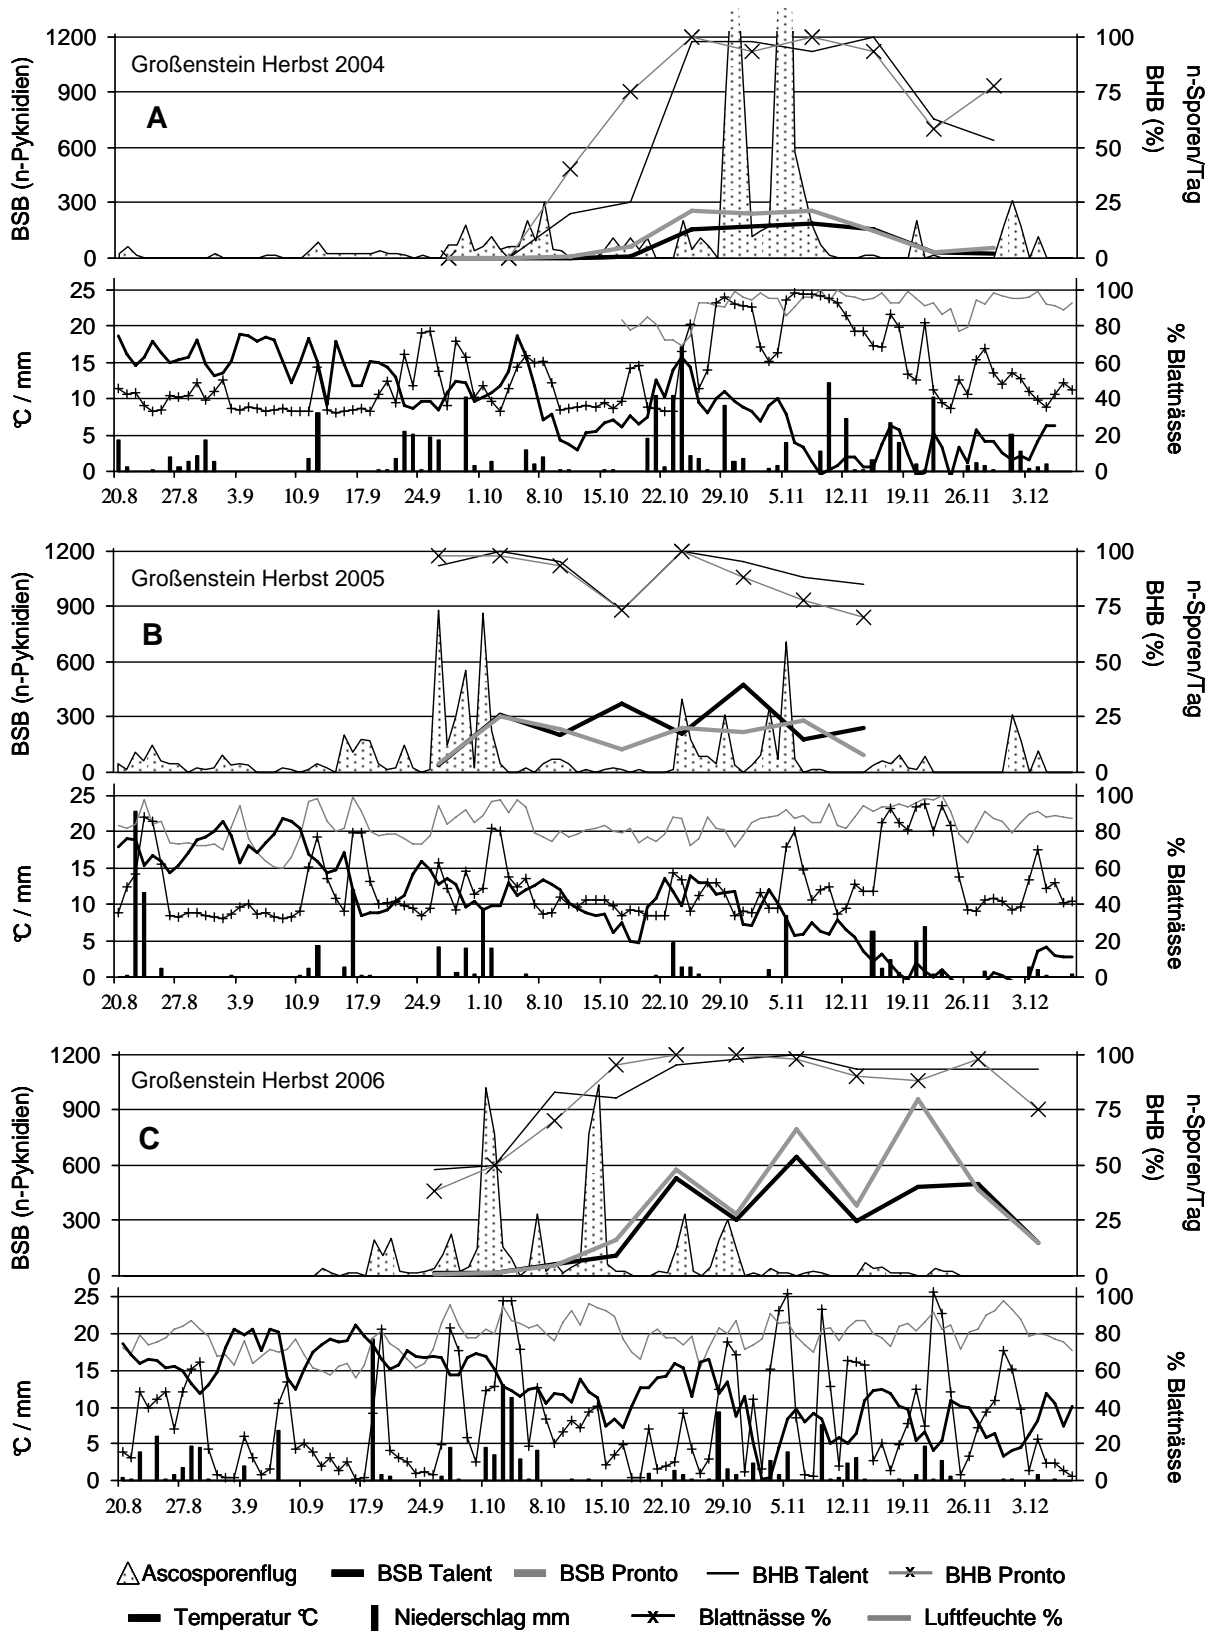 Großenstein Herbst 2004
A
BSB (n-Pyknidien)
1200
900
600
300
0
100
75
50
25
0
BHB (%)
n-Sporen/Tag
°C / mm
25
20
15
10
5
0
100
80
60
40
20
0
% Blattnässe
20.8 27.8 3.9 10.9 17.9 24.9 1.10 8.10 15.10 22.10 29.10 5.11 12.11 19.11 26.11 3.12
Großenstein Herbst 2005
B
BSB (n-Pyknidien)
1200
900
600
300
0
100
75
50
25
0
BHB (%)
n-Sporen/Tag
°C / mm
25
20
15
10
5
0
100
80
60
40
20
0
% Blattnässe
20.8 27.8 3.9 10.9 17.9 24.9 1.10 8.10 15.10 22.10 29.10 5.11 12.11 19.11 26.11 3.12
Großenstein Herbst 2006
C
BSB (n-Pyknidien)
1200
900
600
300
0
100
75
50
25
0
BHB (%)
n-Sporen/Tag
°C / mm
25
20
15
10
5
0
100
80
60
40
20
0
% Blattnässe
20.8 27.8 3.9 10.9 17.9 24.9 1.10 8.10 15.10 22.10 29.10 5.11 12.11 19.11 26.11 3.12
Ascosporenflug BSB Talent BSB Pronto BHB Talent BHB Pronto
Temperatur °C Niederschlag mm Blattnässe % Luftfeuchte %